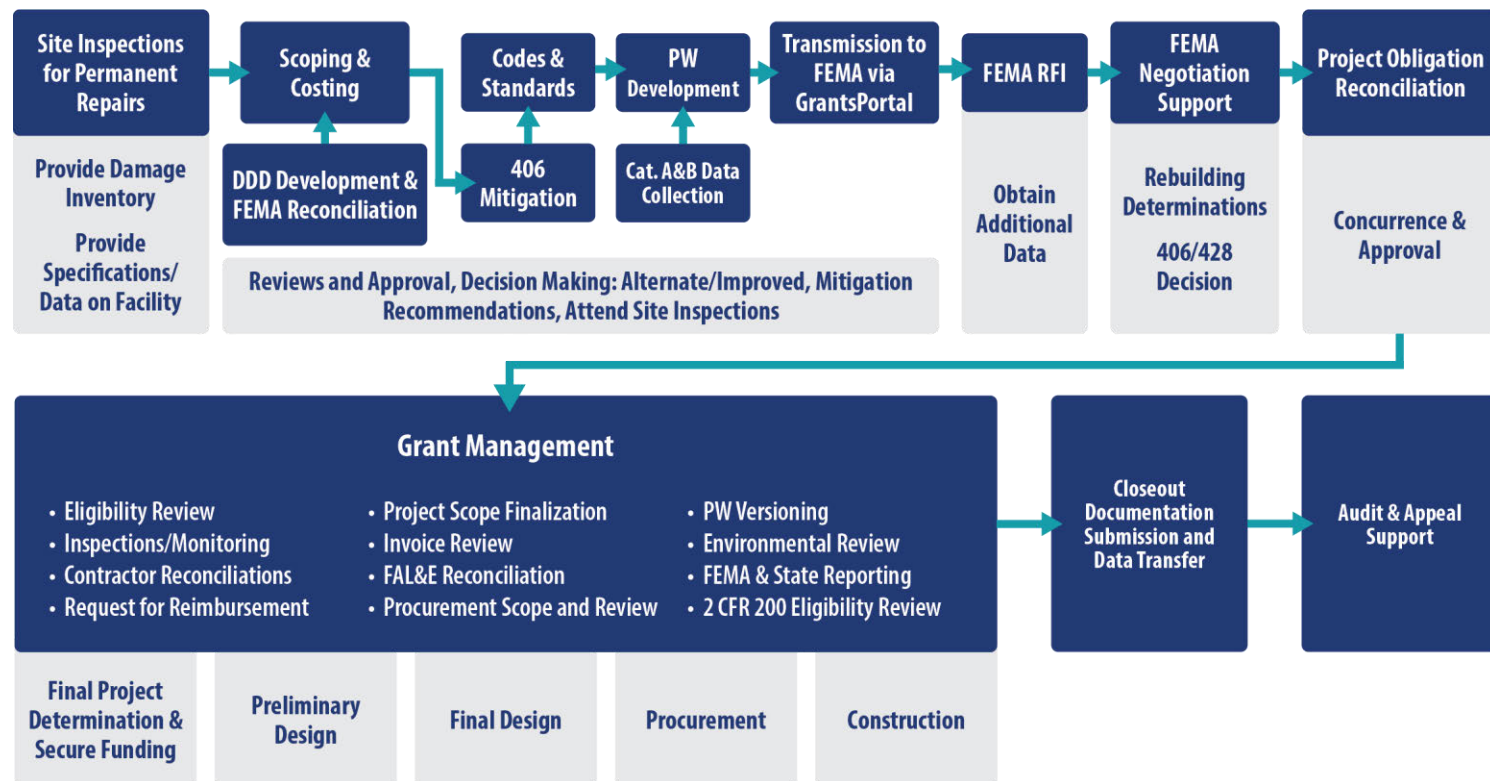 Site Inspections
for Permanent
Repairs
Scoping &
Costing
Codes &
Standards
PW
Development
Transmission to
FEMA via
GrantsPortal
FEMA RFI
FEMA
Negotiation
Support
Project Obligation
Reconciliation
Provide Damage
Inventory
Provide
Specifications/
Data on Facility
DDD Development &
FEMA Reconciliation
406
Mitigation
Cat. A&B Data
Collection
Reviews and Approval, Decision Making: Alternate/Improved, Mitigation
Recommendations, Attend Site Inspections
Obtain
Additional
Data
Rebuilding
Determinations
406/428
Decision
Concurrence &
Approval
Grant Management
• Eligibility Review
• Inspections/Monitoring
• Contractor Reconciliations
• Request for Reimbursement
• Project Scope Finalization
• Invoice Review
• FAL&E Reconciliation
• Procurement Scope and Review
• PW Versioning
• Environmental Review
• FEMA & State Reporting
• 2 CFR 200 Eligibility Review
Closeout
Documentation
Submission and
Data Transfer
Audit & Appeal
Support
Final Project
Determination &
Secure Funding
Preliminary
Design
Final Design
Procurement
Construction